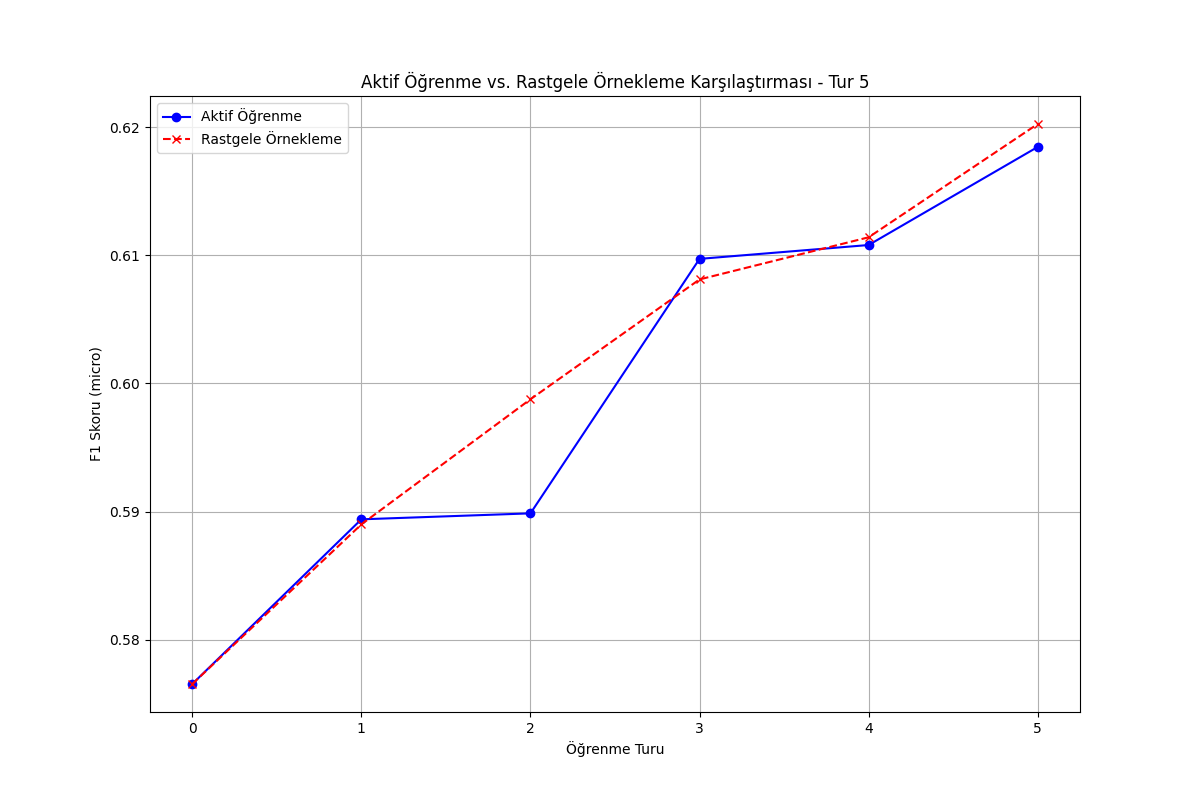 Aktif Öğrenme vs. Rastgele Örnekleme Karşılaştırması - Tur 5
Aktif Öğrenme
Rastgele Örnekleme
0.62
0.61
0.60
0.59
0.58
F1 Skoru (micro)
0 1 2 3 4 5
Öğrenme Turu